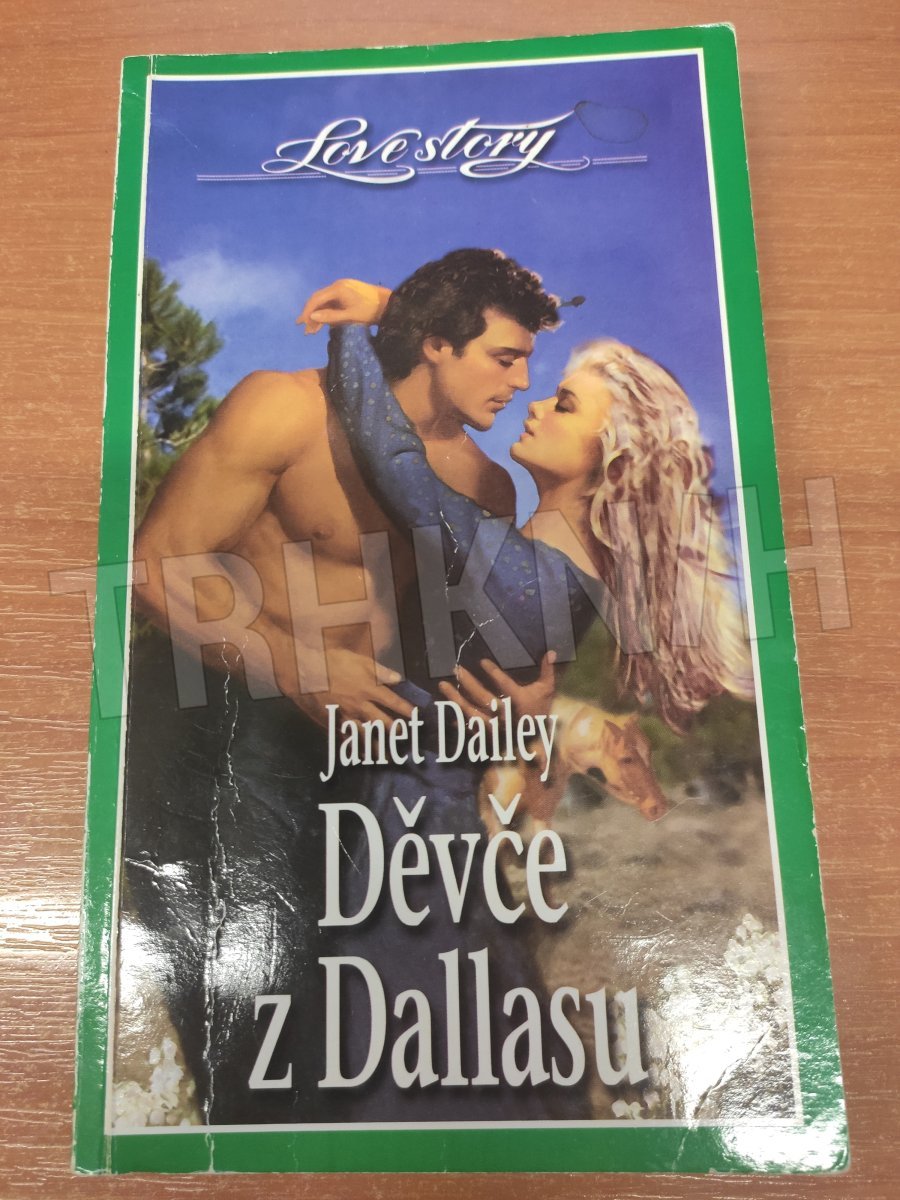 Love story
TRHKNIH
Janet Dailey
Děvče
z Dallasu